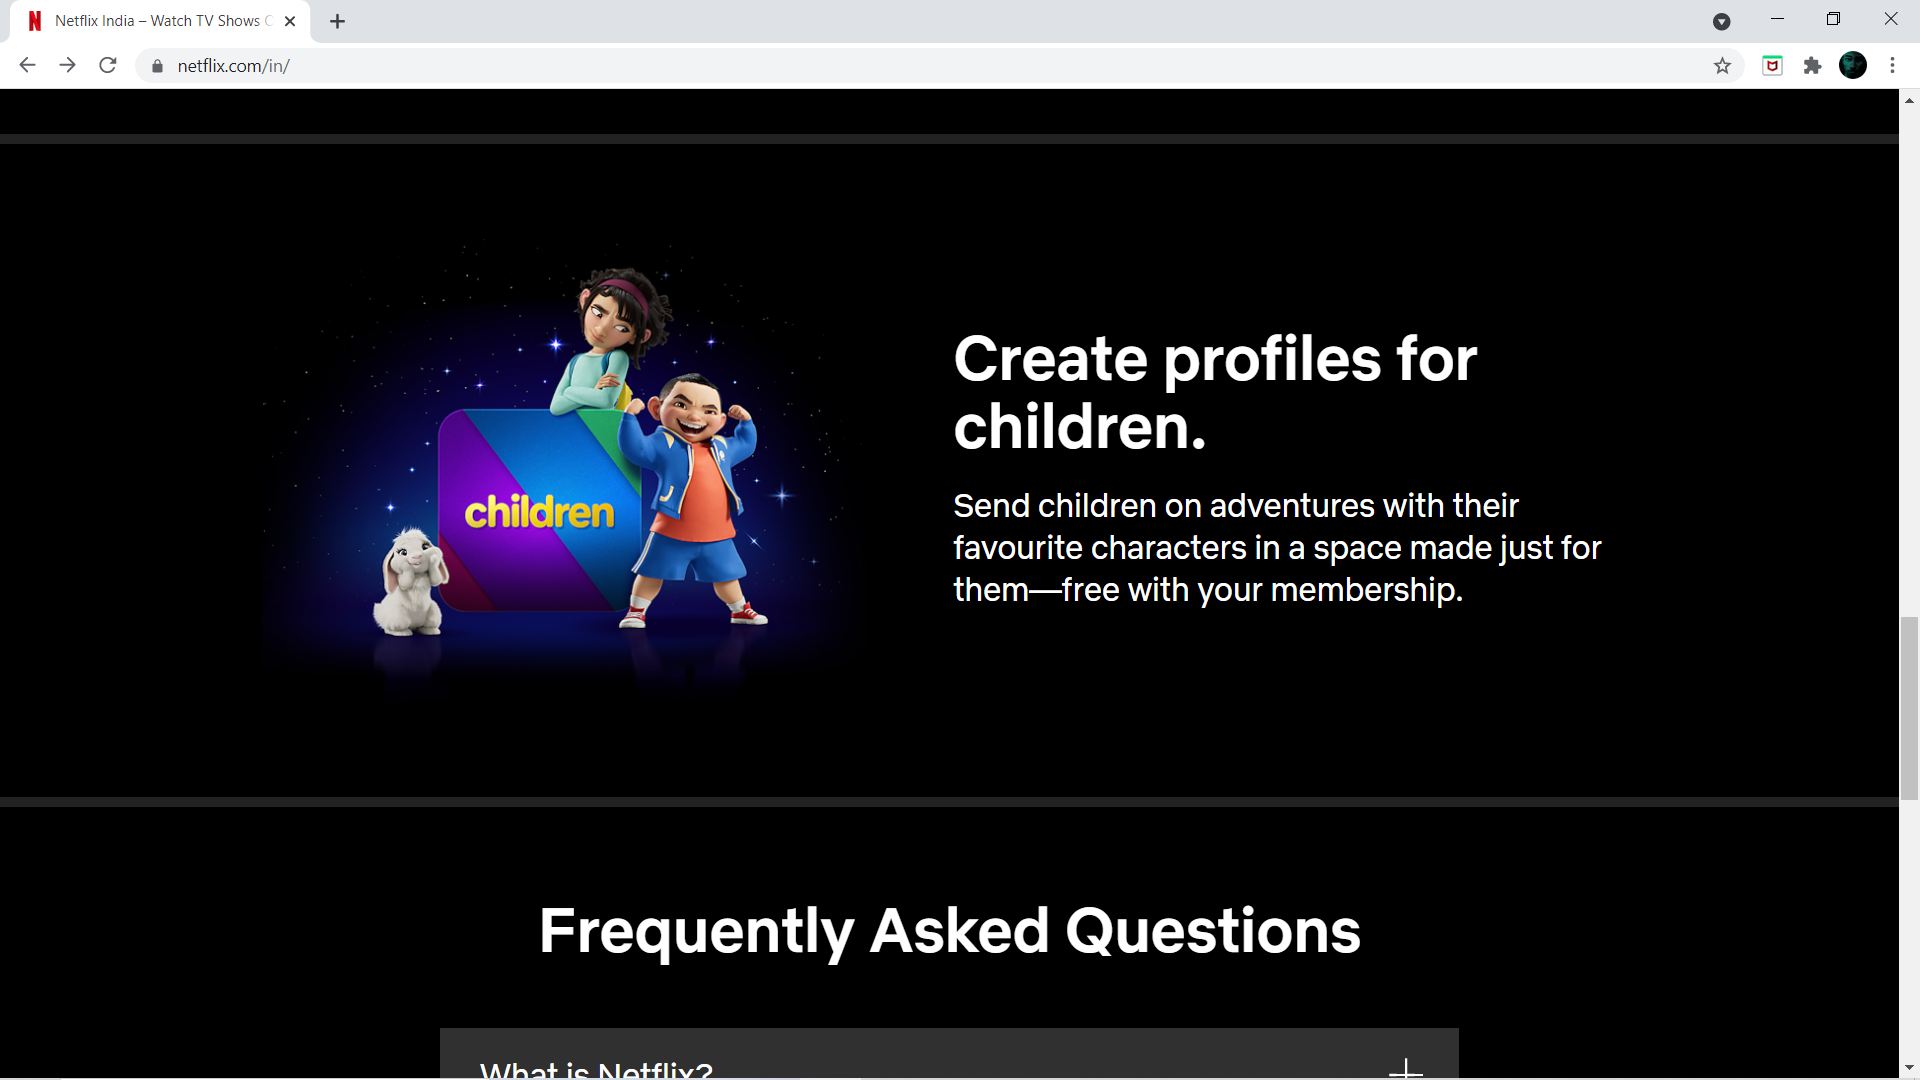 Netflix India – Watch TV Shows
netflix.com/in/
children
Create profiles for
children.
Send children on adventures with their
favourite characters in a space made just for
them—free with your membership.
Frequently Asked Questions
What is Netflix?